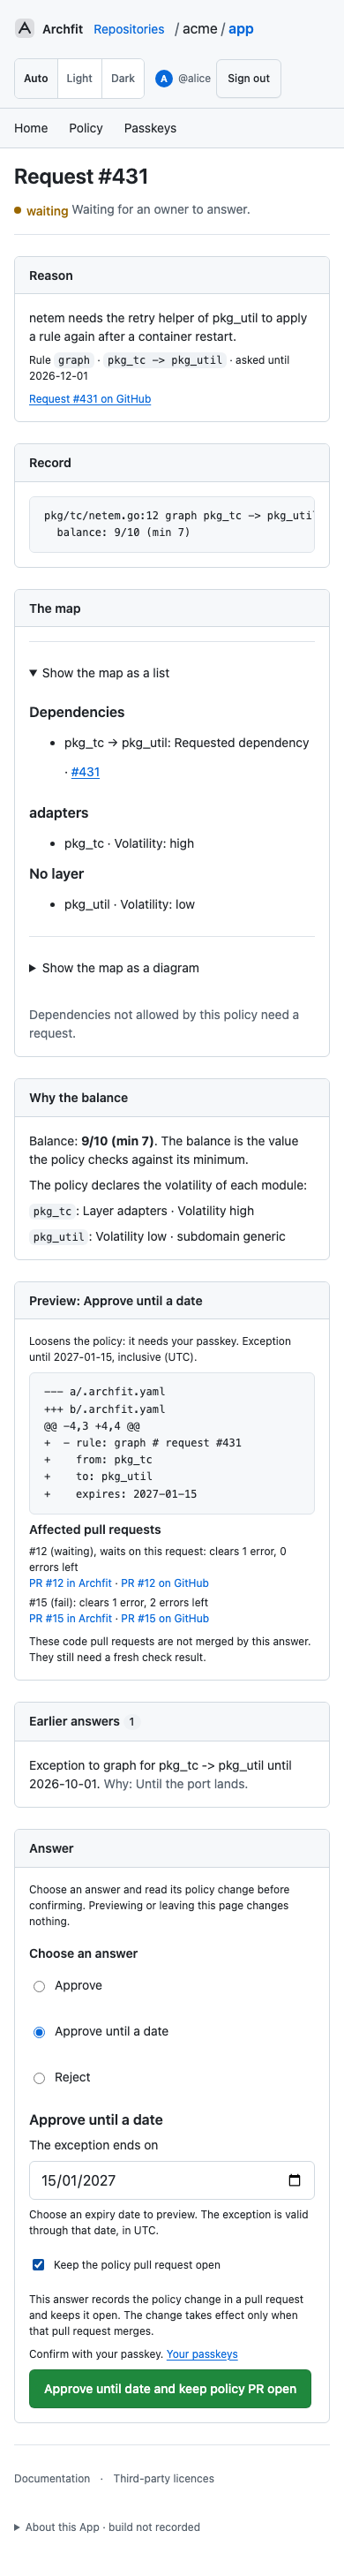 Archfit Repositories / acme / app
Auto Light Dark A @alice Sign out
Home Policy Passkeys
Request #431
waiting Waiting for an owner to answer.
Reason
netem needs the retry helper of pkg_util to apply
a rule again after a container restart.
Rule graph · pkg_tc -> pkg_util · asked until
2026-12-01
Request #431 on GitHub
Record
pkg/tc/netem.go:12 graph pkg_tc -> pkg_util
balance: 9/10 (min 7)
The map
▼ Show the map as a list
Dependencies
• pkg_tc → pkg_util: Requested dependency
· #431
adapters
• pkg_tc · Volatility: high
No layer
• pkg_util · Volatility: low
▶ Show the map as a diagram
Dependencies not allowed by this policy need a
request.
Why the balance
Balance: 9/10 (min 7). The balance is the value
the policy checks against its minimum.
The policy declares the volatility of each module:
pkg_tc: Layer adapters · Volatility high
pkg_util: Volatility low · subdomain generic
Preview: Approve until a date
Loosens the policy: it needs your passkey. Exception
until 2027-01-15, inclusive (UTC).
--- a/.archfit.yaml
+++ b/.archfit.yaml
@@ -4,3 +4,4 @@
+  - rule: graph # request #431
+    from: pkg_tc
+    to: pkg_util
+    expires: 2027-01-15
Affected pull requests
#12 (waiting), waits on this request: clears 1 error, 0
errors left
PR #12 in Archfit · PR #12 on GitHub
#15 (fail): clears 1 error, 2 errors left
PR #15 in Archfit · PR #15 on GitHub
These code pull requests are not merged by this answer.
They still need a fresh check result.
Earlier answers 1
Exception to graph for pkg_tc -> pkg_util until
2026-10-01. Why: Until the port lands.
Answer
Choose an answer and read its policy change before
confirming. Previewing or leaving this page changes
nothing.
Choose an answer
Approve
Approve until a date
Reject
Approve until a date
The exception ends on
15/01/2027
Choose an expiry date to preview. The exception is valid
through that date, in UTC.
Keep the policy pull request open
This answer records the policy change in a pull request
and keeps it open. The change takes effect only when
that pull request merges.
Confirm with your passkey. Your passkeys
Approve until date and keep policy PR open
Documentation · Third-party licences
▶ About this App · build not recorded